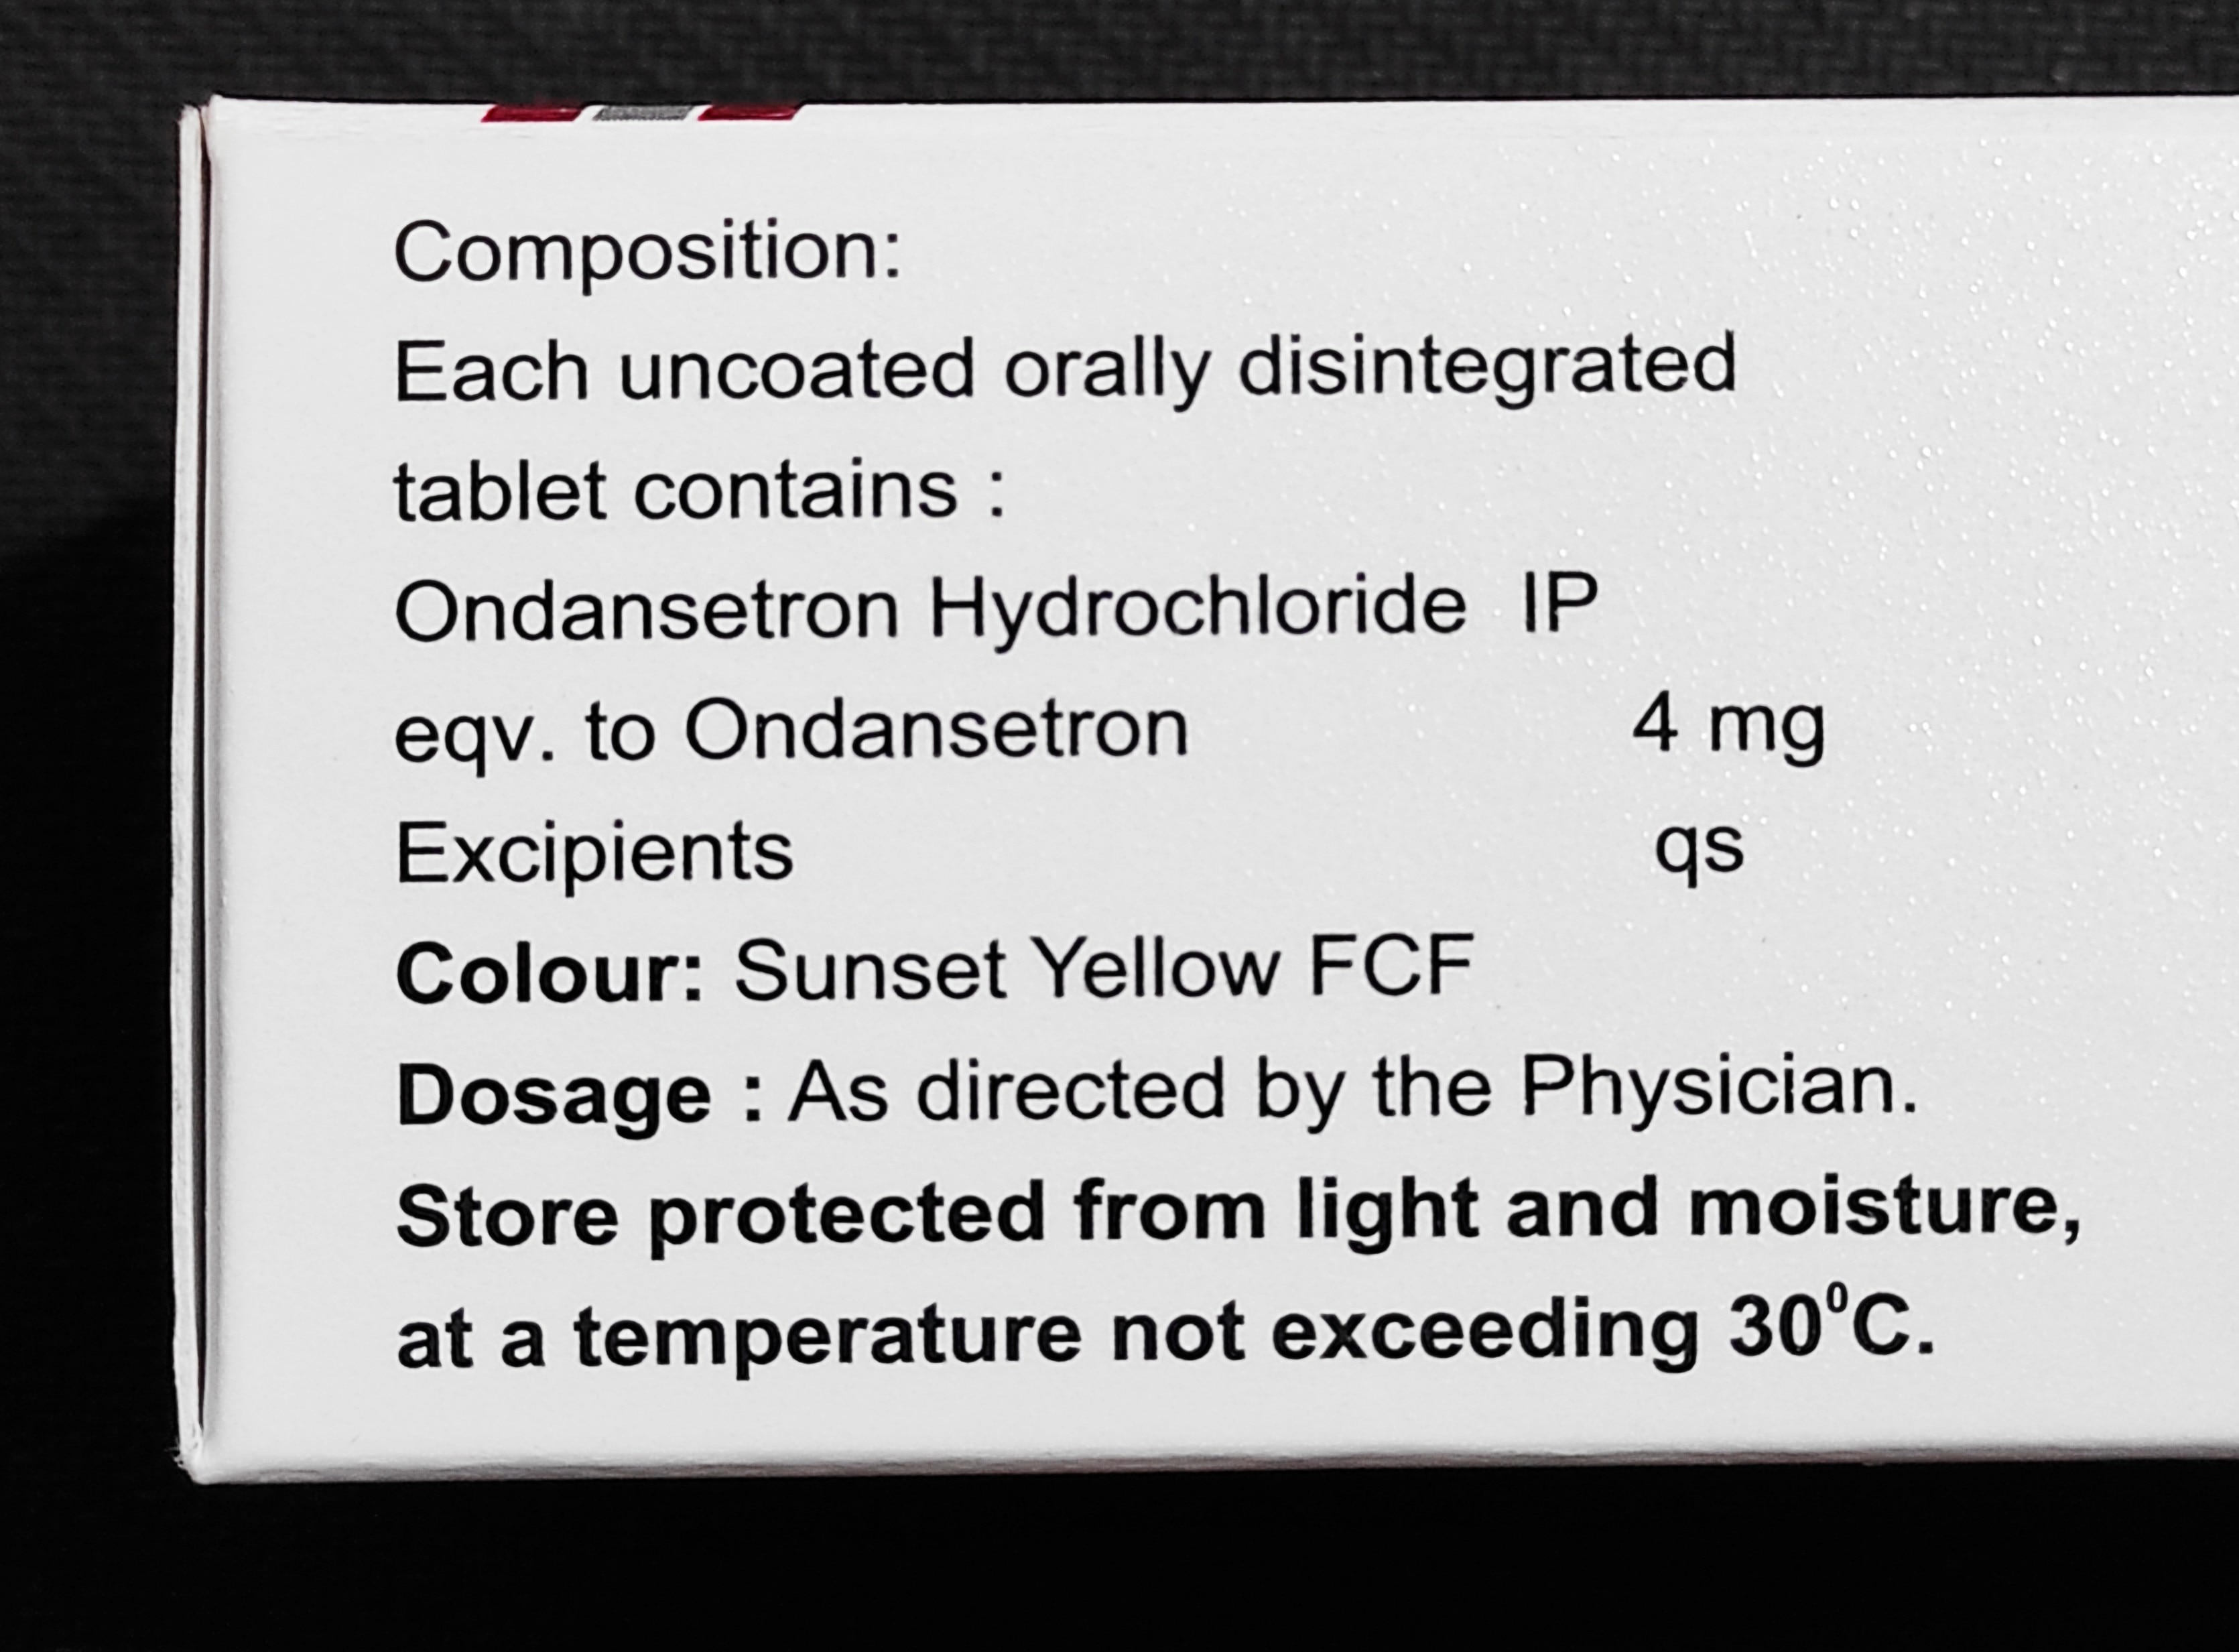 Composition:
Each uncoated orally disintegrated
tablet contains :
Ondansetron Hydrochloride IP
eqv. to Ondansetron 4 mg
Excipients qs
Colour: Sunset Yellow FCF
Dosage : As directed by the Physician.
Store protected from light and moisture,
at a temperature not exceeding 30⁰C.